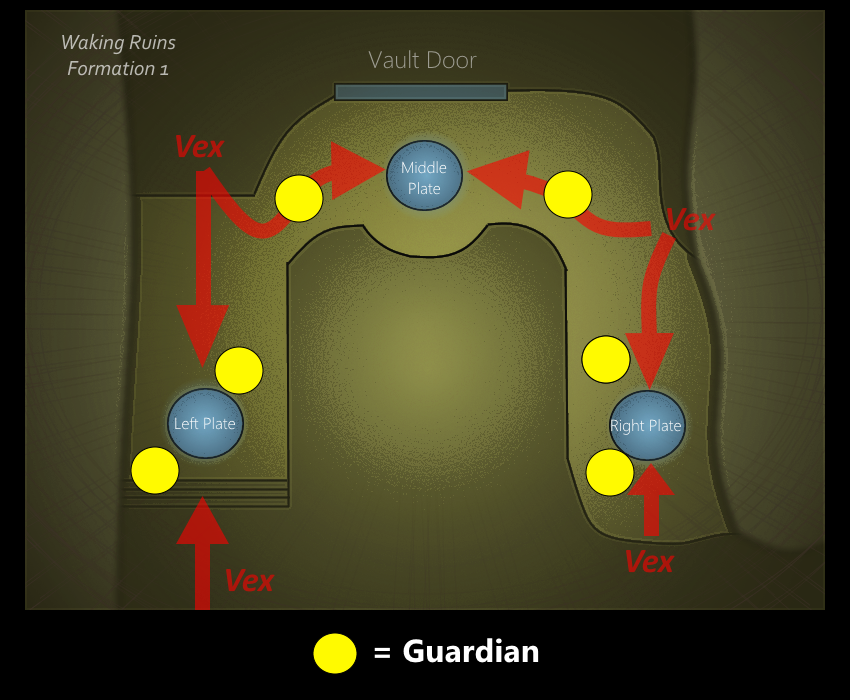 Waking Ruins
Formation 1
Vault Door
Vex
Middle
Plate
Vex
Left Plate
Right Plate
Vex
Vex
= Guardian